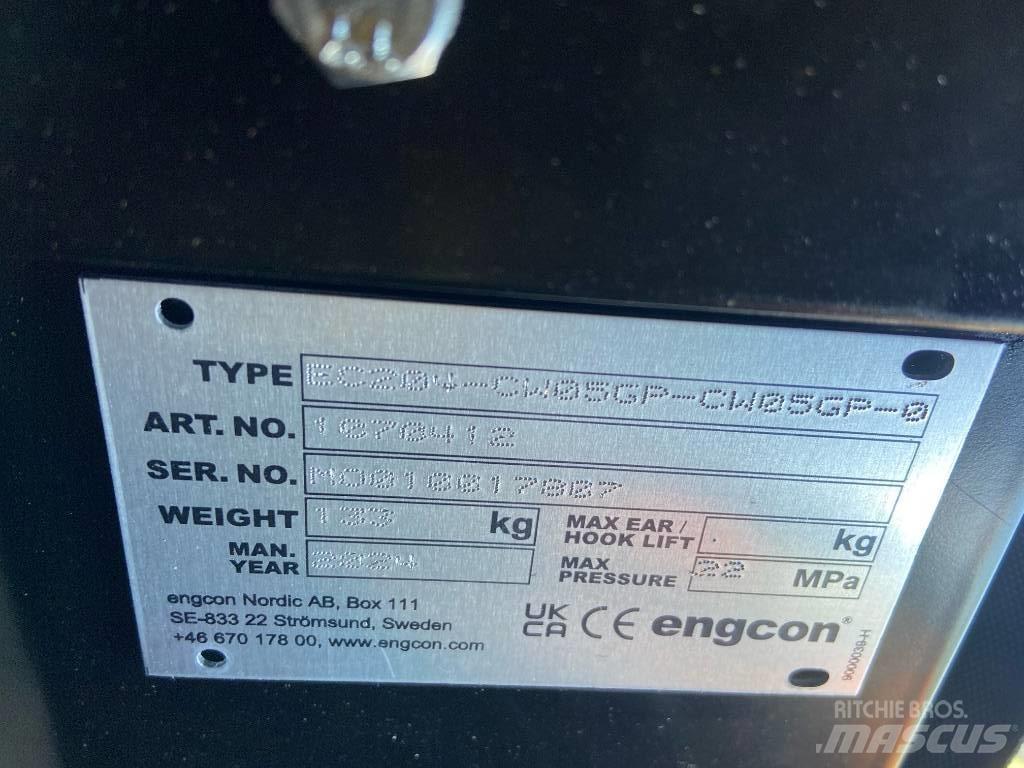 TYPE EC204-CW05GP-CW05GP-0
ART. NO. 1070412
SER. NO. MO010017807
WEIGHT 133 kg MAX EAR / HOOK LIFT . kg
MAN. YEAR 2024 MAX PRESSURE 22 MPa
engcon Nordic AB, Box 111
SE-833 22 Strömsund, Sweden
+46 670 178 00, www.engcon.com
UK CA CE engcon®
9000039-H
RITCHIE BROS.
MASCUS